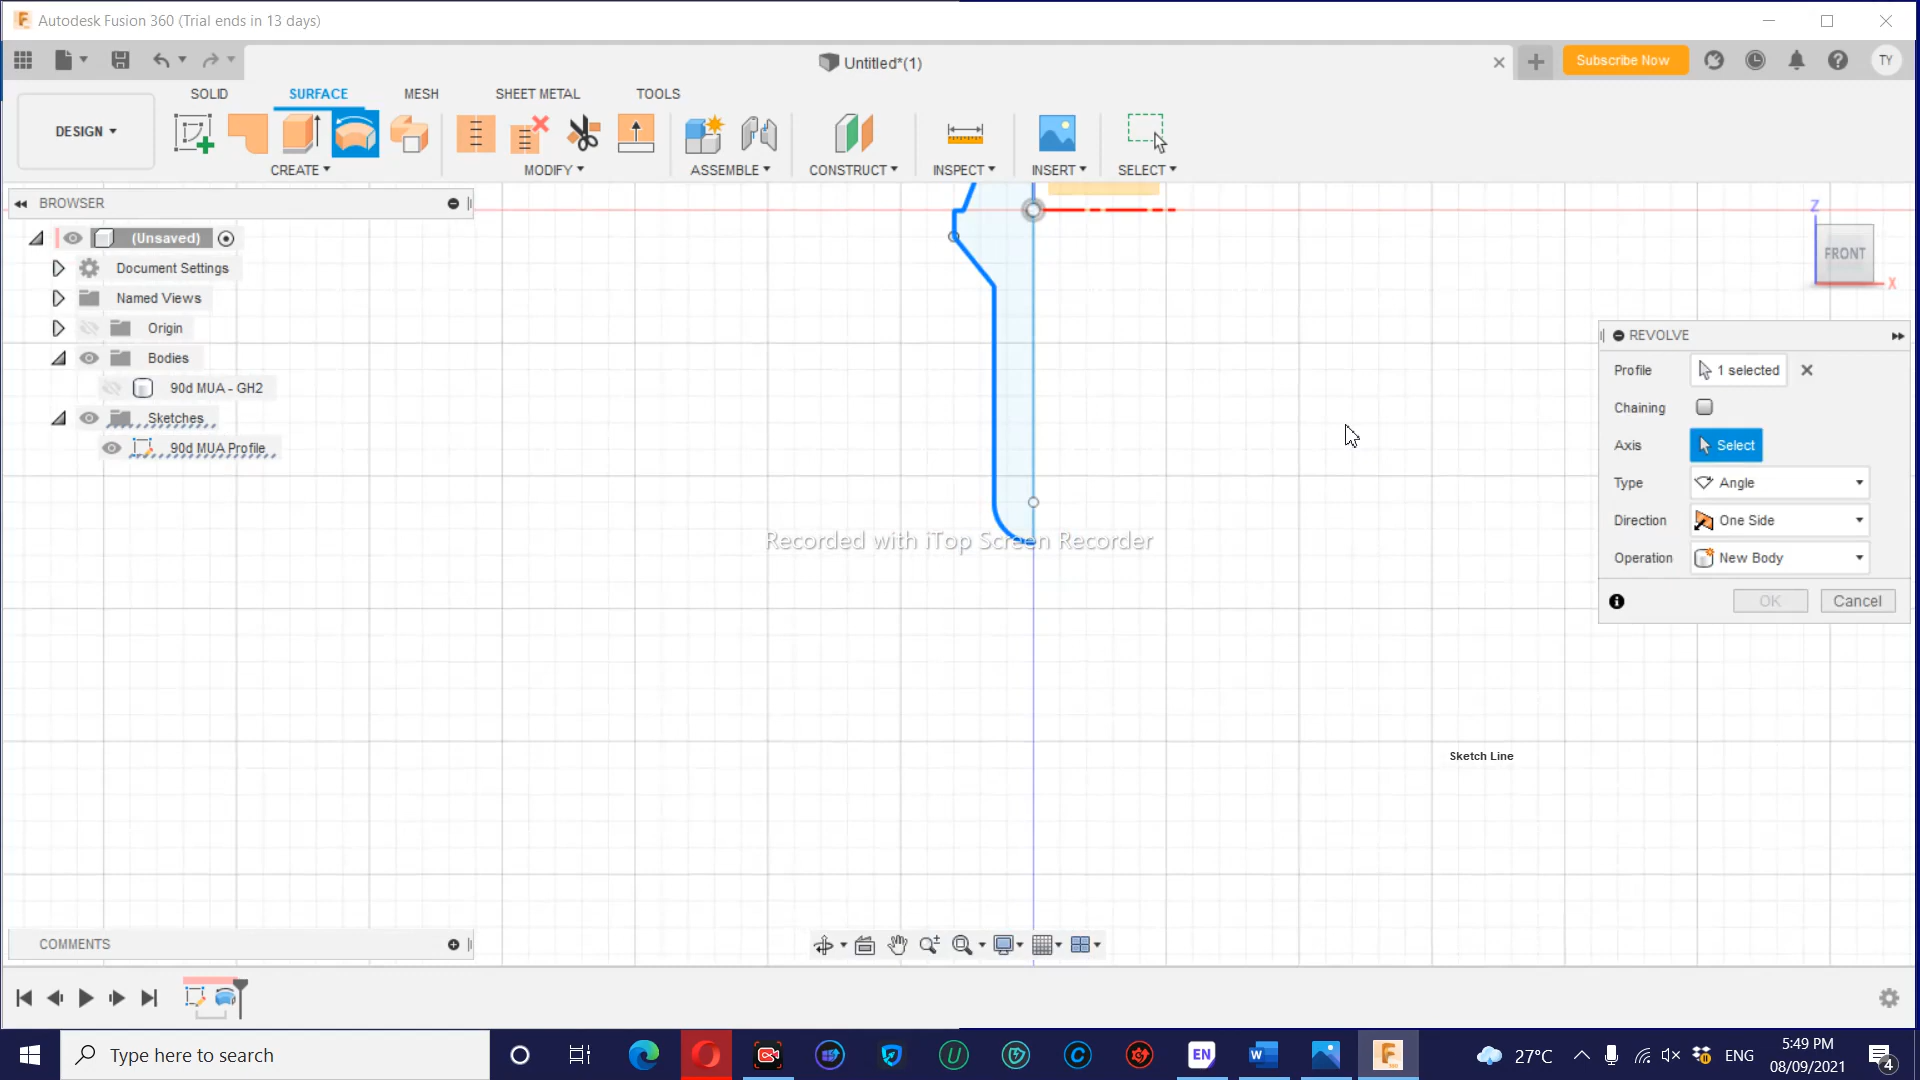 Autodesk Fusion 360 (Trial ends in 13 days)
Untitled*(1)
Subscribe Now
TY
SOLID SURFACE MESH SHEET METAL TOOLS
DESIGN
CREATE MODIFY ASSEMBLE CONSTRUCT INSPECT INSERT SELECT
BROWSER
(Unsaved)
Document Settings
Named Views
Origin
Bodies
90d MUA - GH2
Sketches
90d MUA Profile
Z
FRONT
X
REVOLVE
Profile 1 selected
Chaining
Axis Select
Type Angle
Direction One Side
Operation New Body
OK Cancel
Recorded with iTop Screen Recorder
Sketch Line
COMMENTS
Type here to search
EN
27°C
ENG
5:49 PM
08/09/2021
4